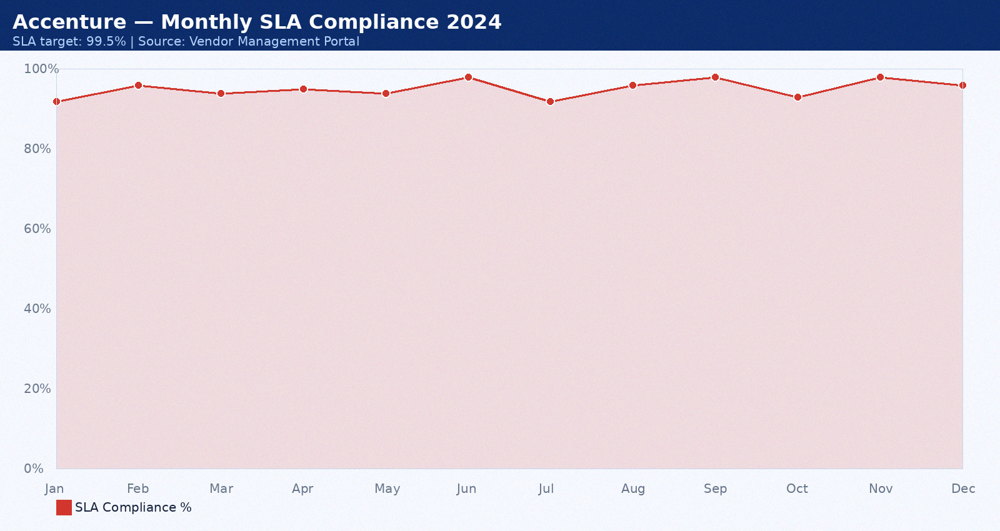 Accenture — Monthly SLA Compliance 2024
SLA target: 99.5% | Source: Vendor Management Portal
100%
80%
60%
40%
20%
0%
Jan Feb Mar Apr May Jun Jul Aug Sep Oct Nov Dec
SLA Compliance %